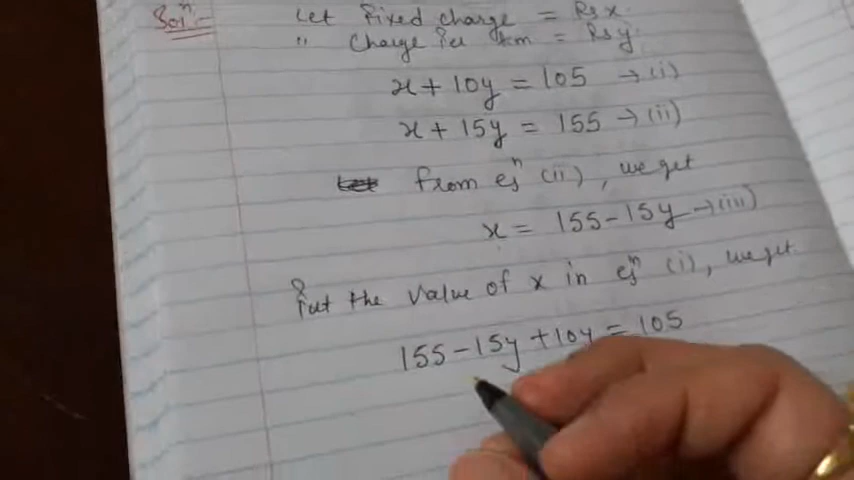 Solⁿ:- Let Fixed charge = Rs x.
" Charge Per km = Rs y.
x + 10y = 105 → (i)
x + 15y = 155 → (ii)
from eqⁿ (ii), we get
x = 155 - 15y → (iii)
Put the value of x in eqⁿ (i), we get
155 - 15y + 10y = 105